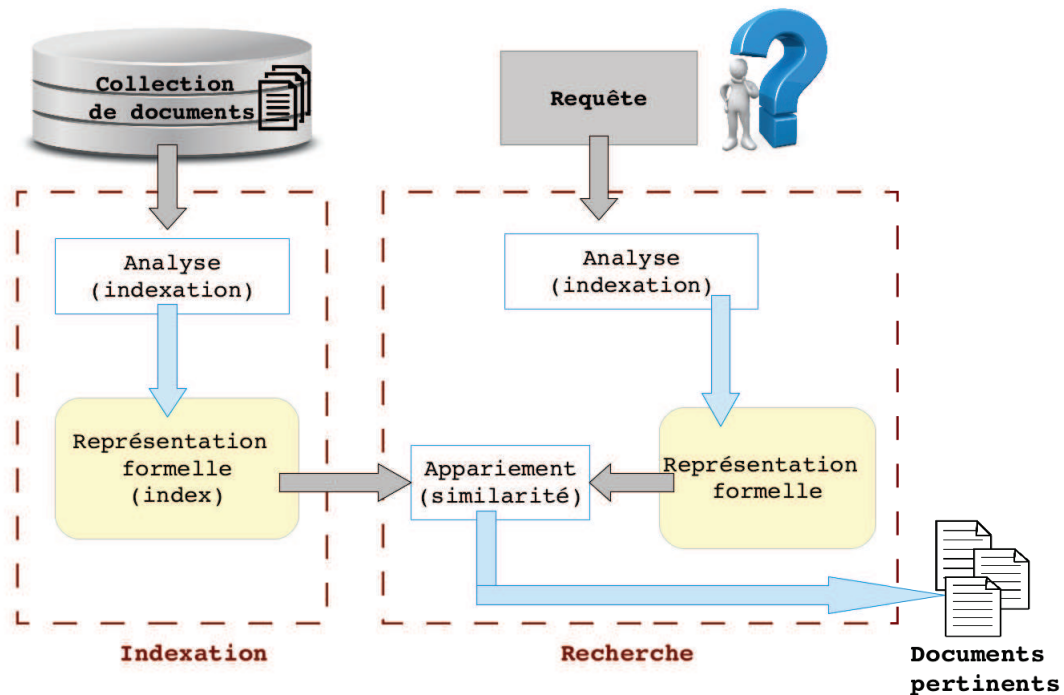 Collection
de documents
Requête
Analyse
(indexation)
Analyse
(indexation)
Représentation
formelle
(index)
Appariement
(similarité)
Représentation
formelle
Indexation
Recherche
Documents
pertinents